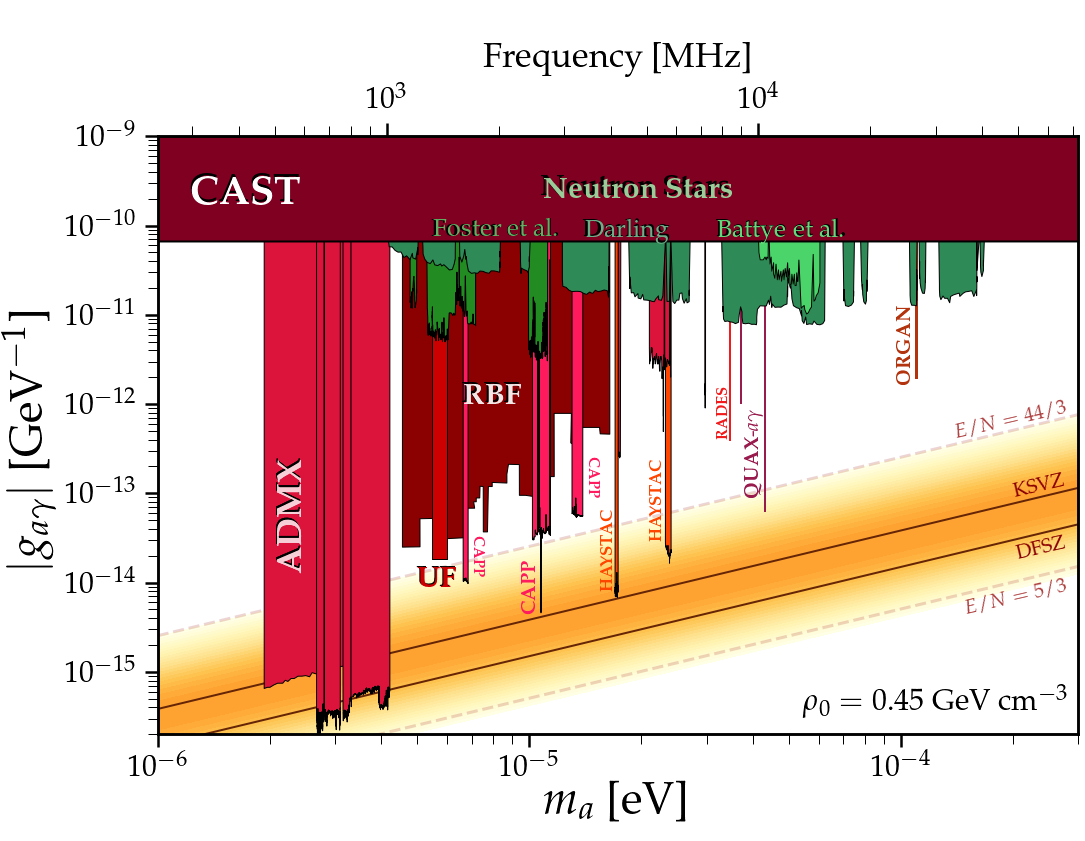 Frequency [MHz]
10³ 10⁴
10⁻⁹
CAST
Neutron Stars
10⁻¹⁰
Foster et al. Darling Battye et al.
10⁻¹¹
ORGAN
10⁻¹²
RBF
RADES
QUAX-aγ
E/N = 44/3
10⁻¹³
ADMX
CAPP
HAYSTAC
HAYSTAC
KSVZ
CAPP
DFSZ
10⁻¹⁴
UF
CAPP
E/N = 5/3
10⁻¹⁵
ρ₀ = 0.45 GeV cm⁻³
|gₐᵧ| [GeV⁻¹]
10⁻⁶ 10⁻⁵ 10⁻⁴
mₐ [eV]